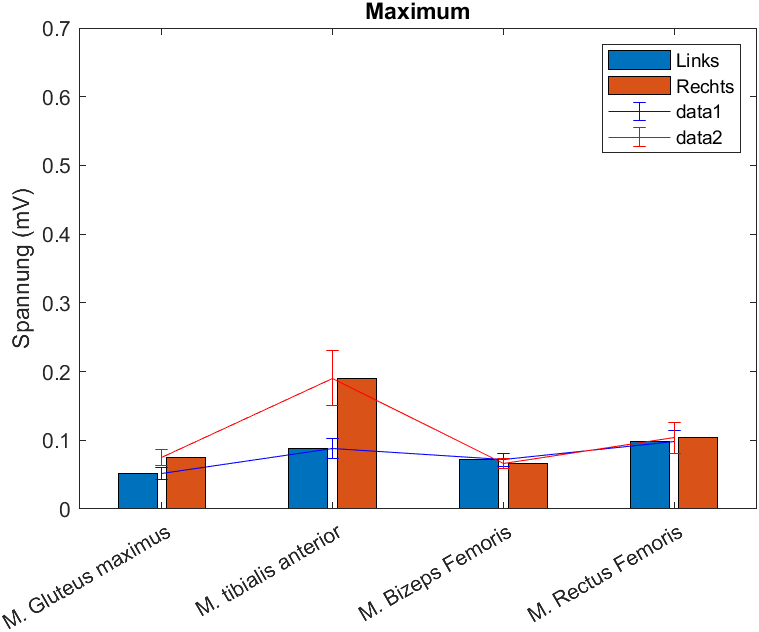 Maximum
0.7
0.6
0.5
0.4
0.3
0.2
0.1
0
Spannung (mV)
Links
Rechts
data1
data2
M. Gluteus maximus
M. tibialis anterior
M. Bizeps Femoris
M. Rectus Femoris